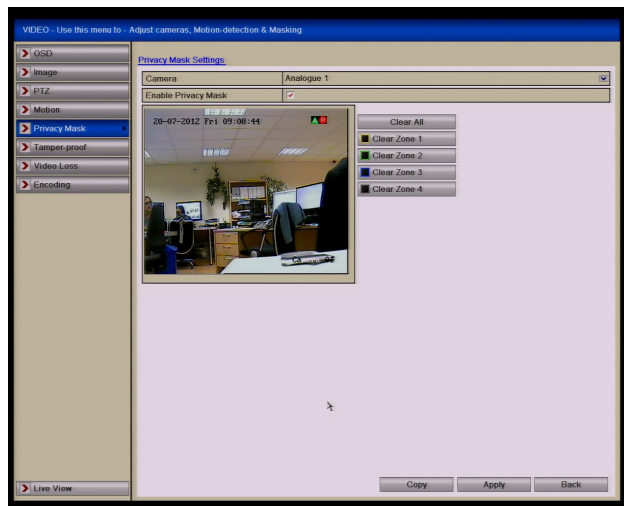 VIDEO - Use this menu to - Adjust cameras, Motion-detection & Masking
OSD
Image
PTZ
Motion
Privacy Mask
Tamper-proof
Video Loss
Encoding
Live View
Privacy Mask Settings
Camera
Analogue 1
Enable Privacy Mask
20-07-2012 Fri 09:08:44
A R
Camera 01
Clear All
Clear Zone 1
Clear Zone 2
Clear Zone 3
Clear Zone 4
Copy
Apply
Back